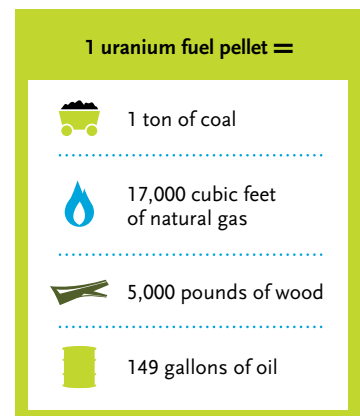 1 uranium fuel pellet =
1 ton of coal
17,000 cubic feet
of natural gas
5,000 pounds of wood
149 gallons of oil